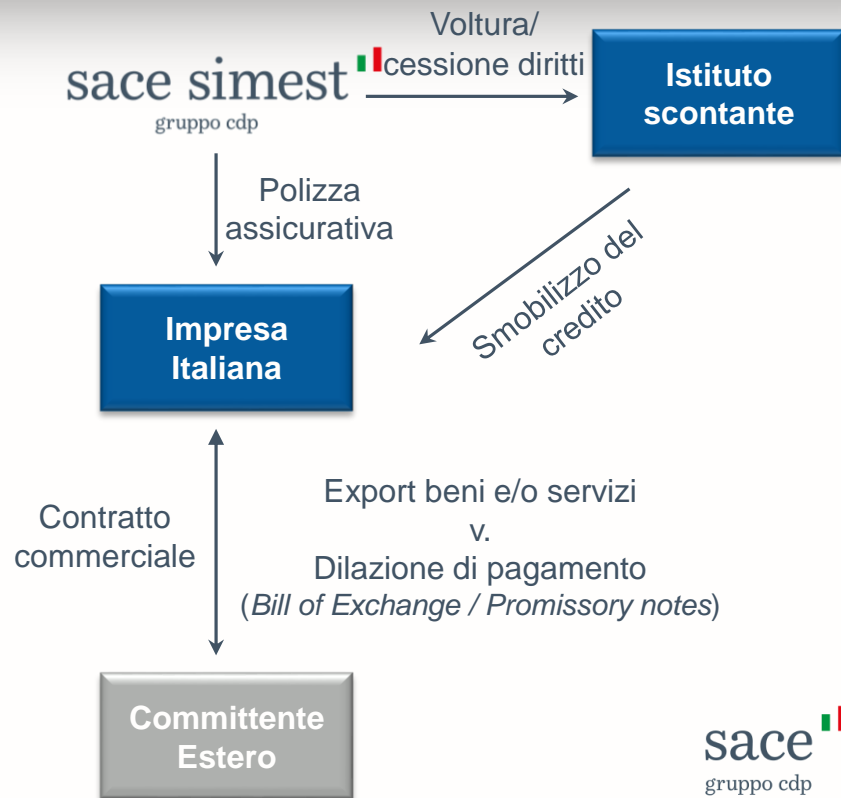 Voltura/
cessione diritti
sace simest
gruppo cdp
Istituto
scontante
Polizza
assicurativa
Smobilizzo del
credito
Impresa
Italiana
Contratto
commerciale
Export beni e/o servizi
v.
Dilazione di pagamento
(Bill of Exchange / Promissory notes)
Committente
Estero
sace
gruppo cdp